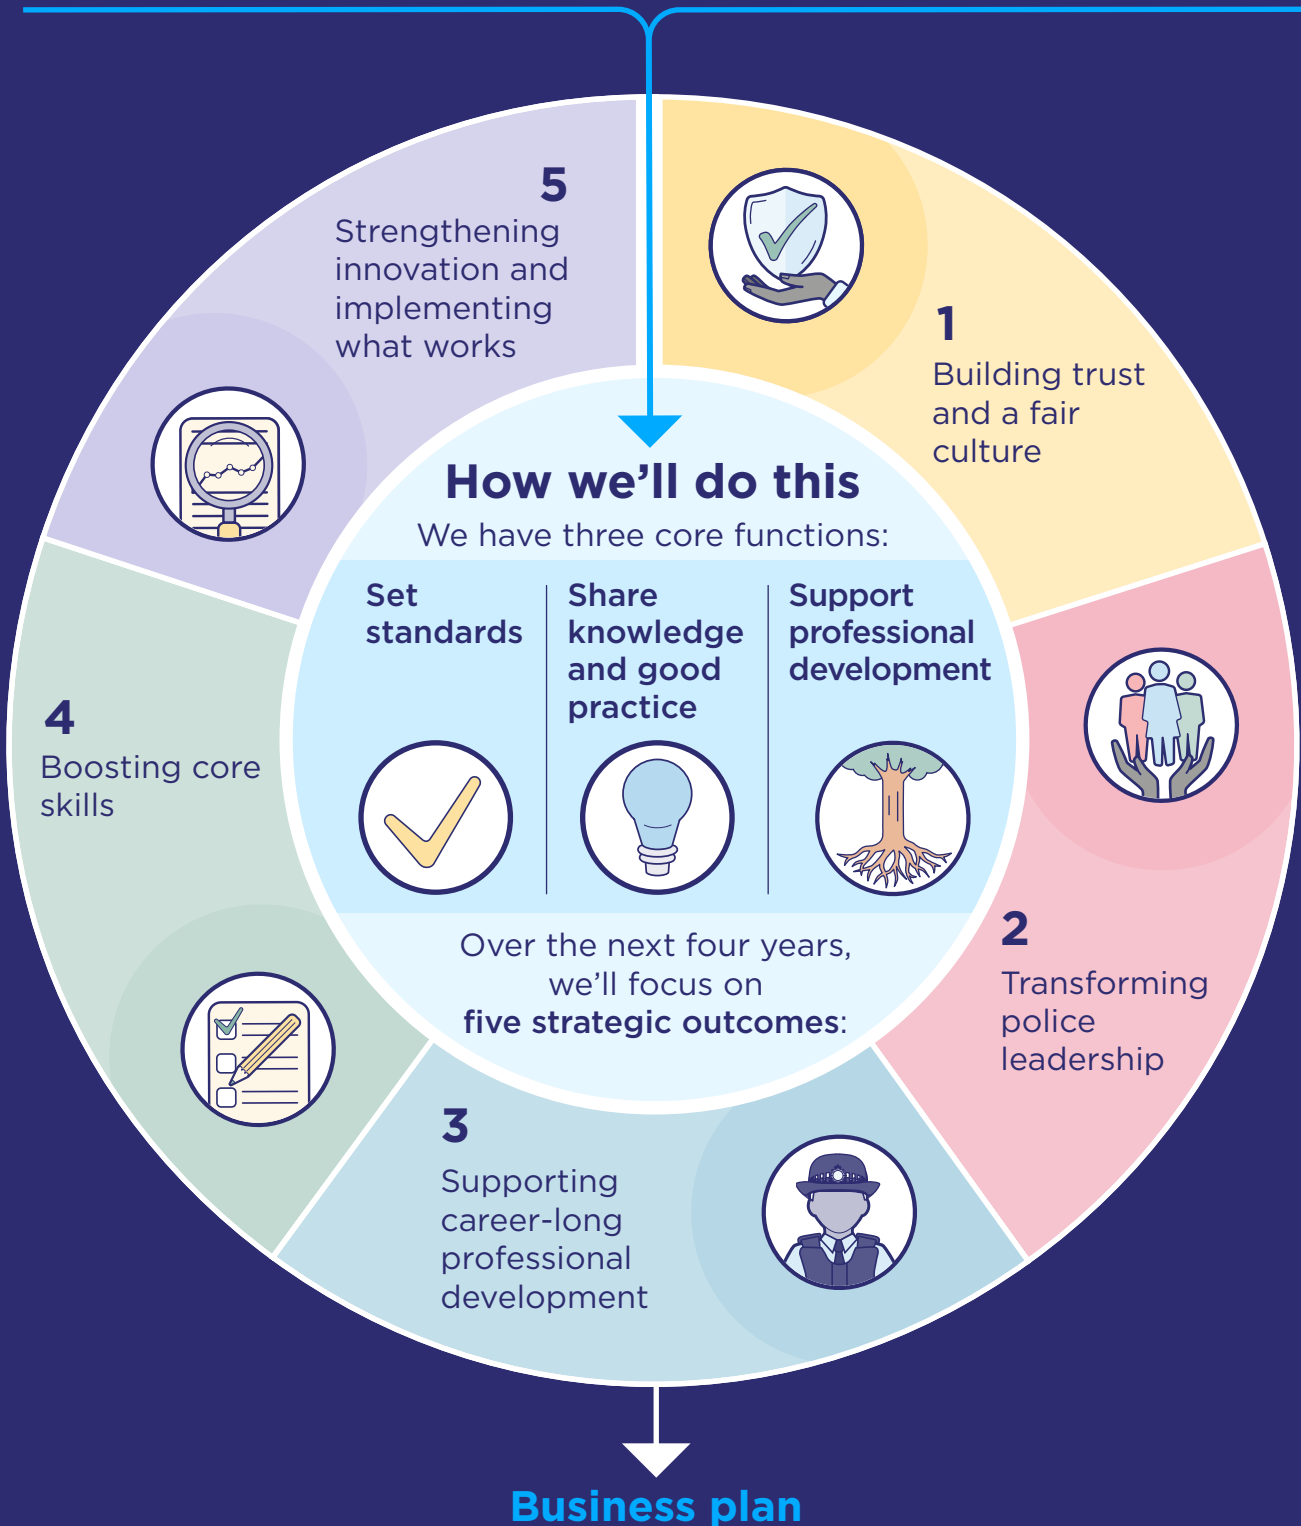 How we’ll do this
We have three core functions:
Set
standards
Share
knowledge
and good
practice
Support
professional
development
Over the next four years,
we’ll focus on
five strategic outcomes:
1
Building trust
and a fair
culture
2
Transforming
police
leadership
3
Supporting
career-long
professional
development
4
Boosting core
skills
5
Strengthening
innovation and
implementing
what works
Business plan